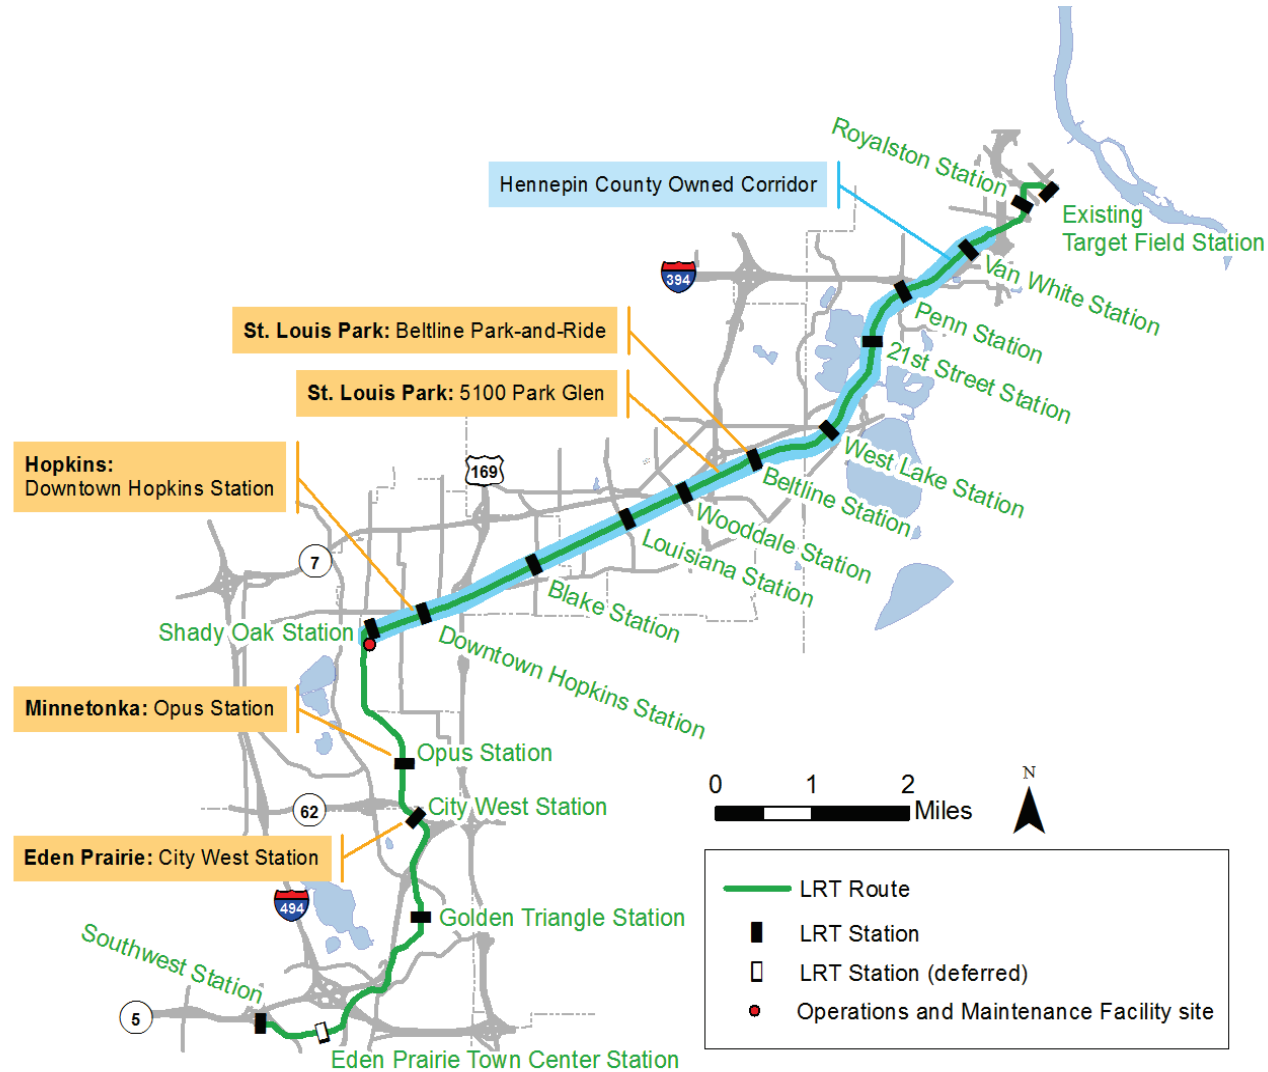 Royalston Station
Hennepin County Owned Corridor
Existing
Target Field Station
Van White Station
394
Penn Station
St. Louis Park: Beltline Park-and-Ride
21st Street Station
St. Louis Park: 5100 Park Glen
West Lake Station
Hopkins:
Downtown Hopkins Station
169
Beltline Station
Wooddale Station
Louisiana Station
7
Blake Station
Shady Oak Station
Downtown Hopkins Station
Minnetonka: Opus Station
Opus Station
City West Station
62
Eden Prairie: City West Station
494
Golden Triangle Station
Southwest Station
5
Eden Prairie Town Center Station
0 1 2
Miles
N
LRT Route
LRT Station
LRT Station (deferred)
Operations and Maintenance Facility site